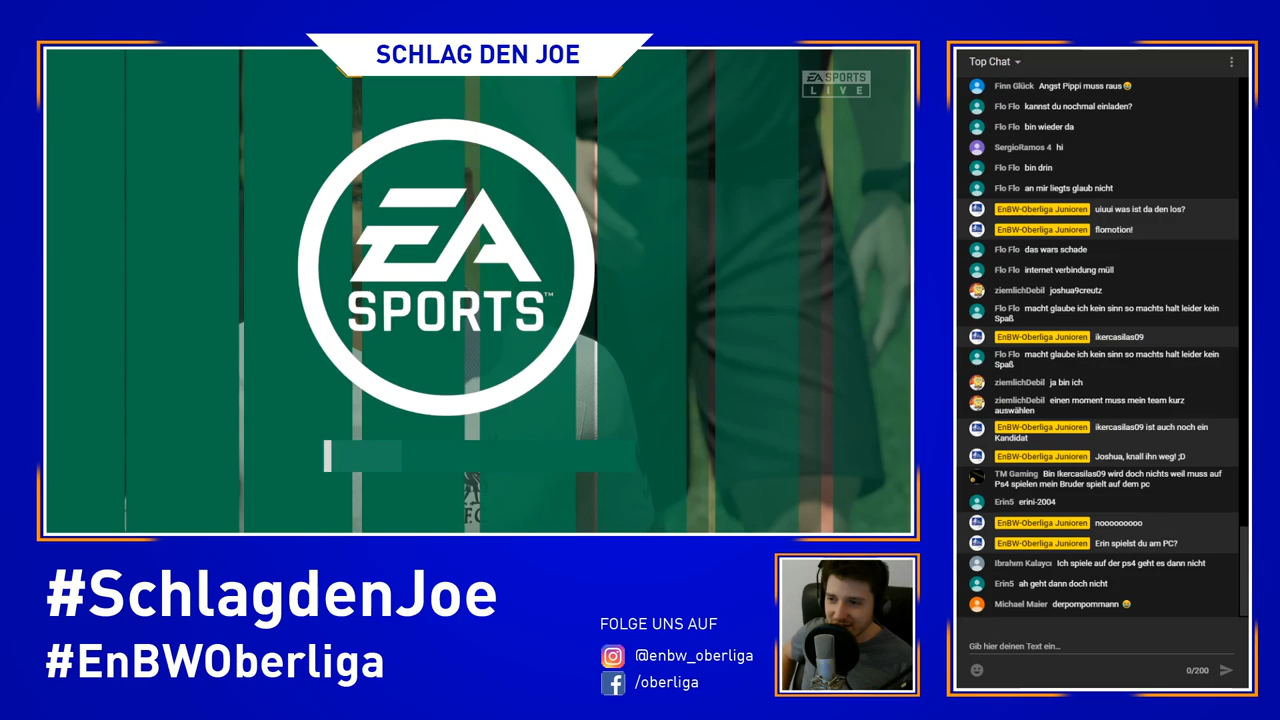 SCHLAG DEN JOE
EA SPORTS
LIVE
EA
SPORTS™
F.C
#SchlagdenJoe
#EnBWOberliga
FOLGE UNS AUF
@enbw_oberliga
/oberliga
Top Chat
Finn Glück Angst Pippi muss raus😅
Flo Flo kannst du nochmal einladen?
Flo Flo bin wieder da
SergioRamos 4 hi
Flo Flo bin drin
Flo Flo an mir liegts glaub nicht
EnBW-Oberliga Junioren uiuui was ist da den los?
EnBW-Oberliga Junioren flomotion!
Flo Flo das wars schade
Flo Flo internet verbindung müll
ziemlichDebil joshua9creutz
Flo Flo macht glaube ich kein sinn so machts halt leider kein
Spaß
EnBW-Oberliga Junioren ikercasilas09
Flo Flo macht glaube ich kein sinn so machts halt leider kein
Spaß
ziemlichDebil ja bin ich
ziemlichDebil einen moment muss mein team kurz
auswählen
EnBW-Oberliga Junioren ikercasilas09 ist auch noch ein
Kandidat
EnBW-Oberliga Junioren Joshua, knall ihn weg! ;D
TM Gaming Bin Ikercasilas09 wird doch nichts weil muss auf
Ps4 spielen mein Bruder spielt auf dem pc
Erin5 erini-2004
EnBW-Oberliga Junioren nooooooooo
EnBW-Oberliga Junioren Erin spielst du am PC?
Ibrahım Kalaycı Ich spiele auf der ps4 geht es dann nicht
Erin5 ah geht dann doch nicht
Michael Maier derpompommann 😂
Gib hier deinen Text ein...
0/200